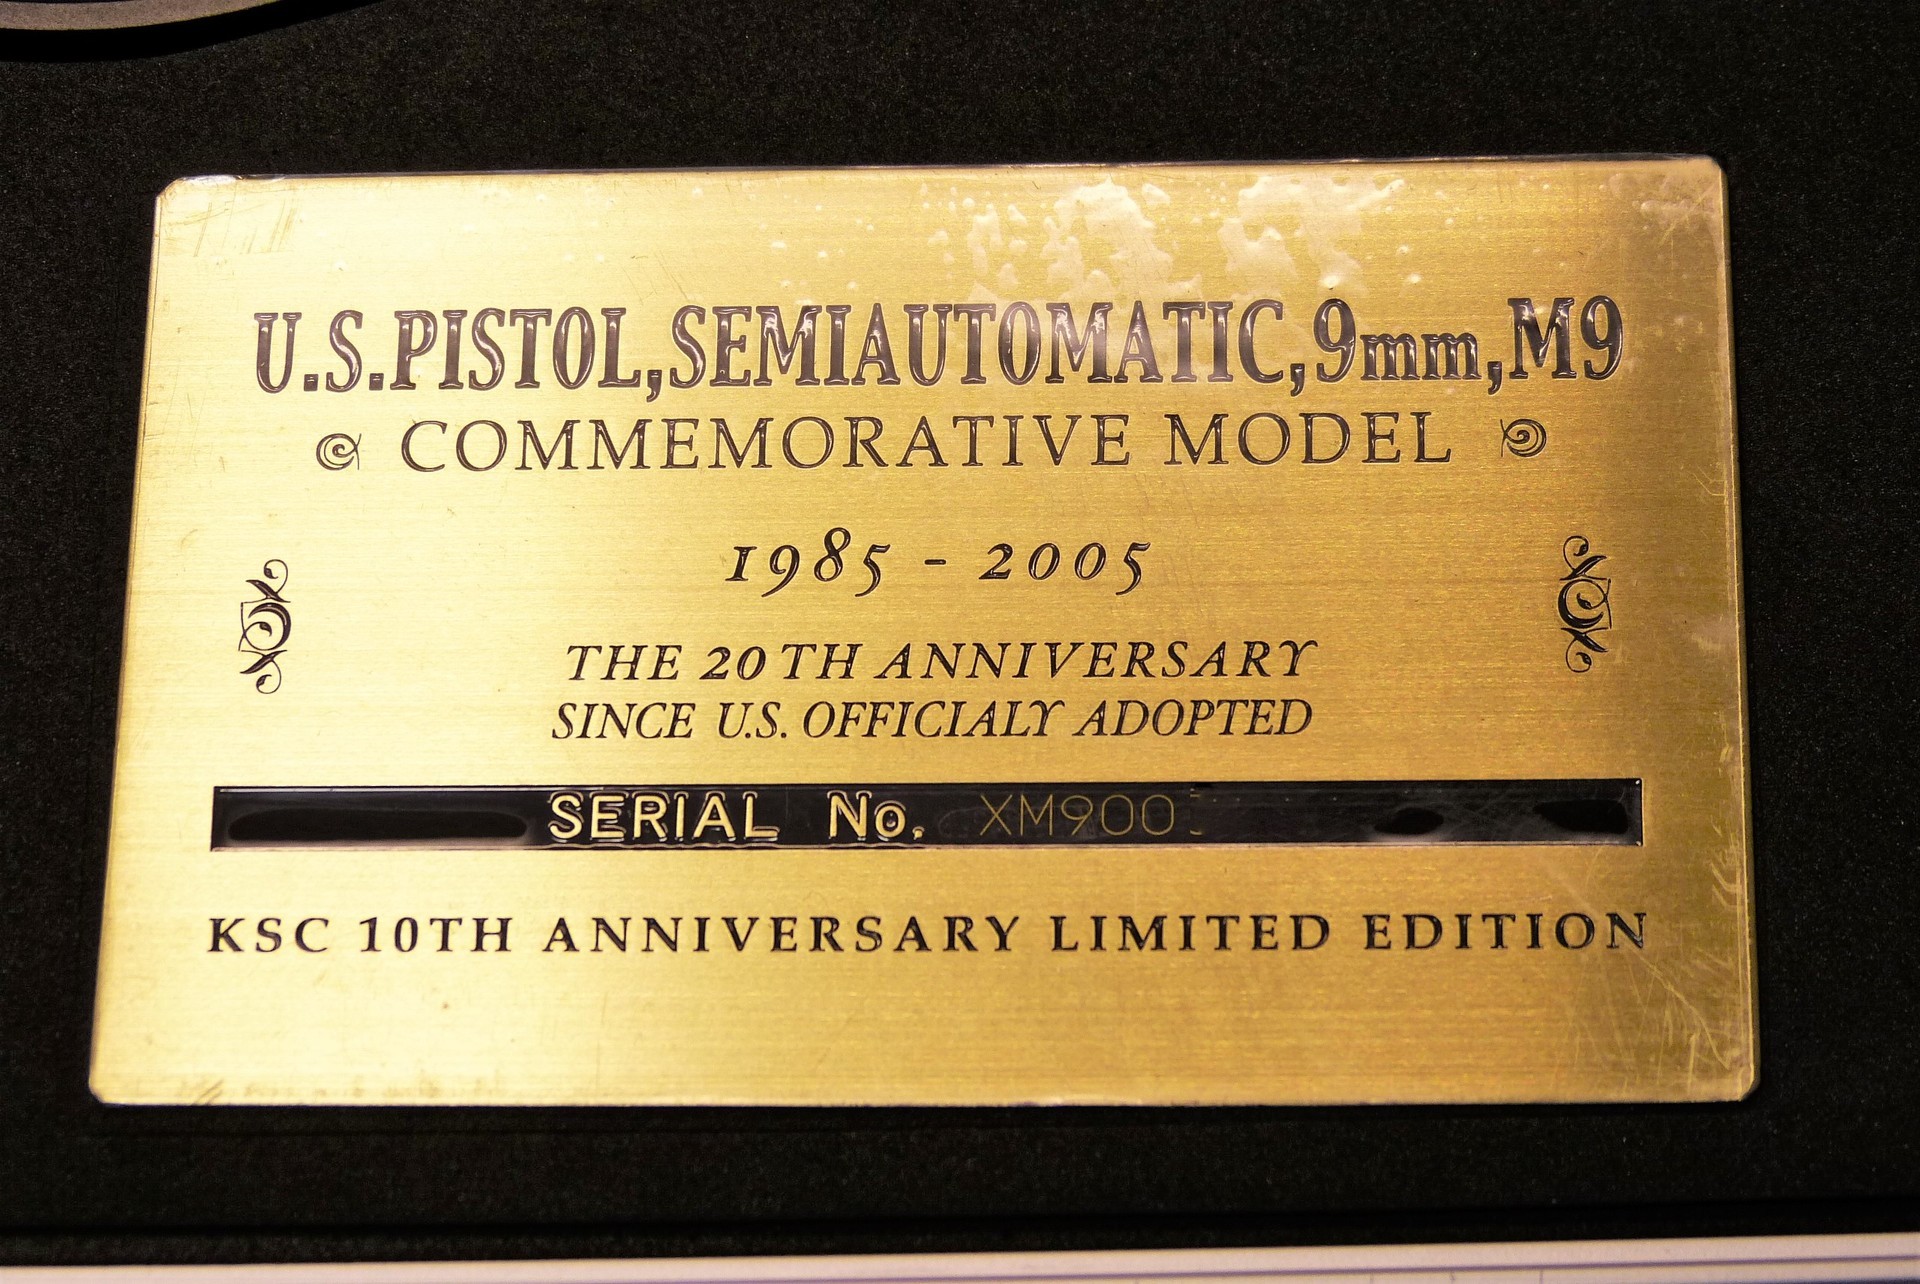 U.S.PISTOL,SEMIAUTOMATIC,9mm,M9
COMMEMORATIVE MODEL
1985 - 2005
THE 20TH ANNIVERSARY
SINCE U.S. OFFICIALY ADOPTED
SERIAL No.
KSC 10TH ANNIVERSARY LIMITED EDITION